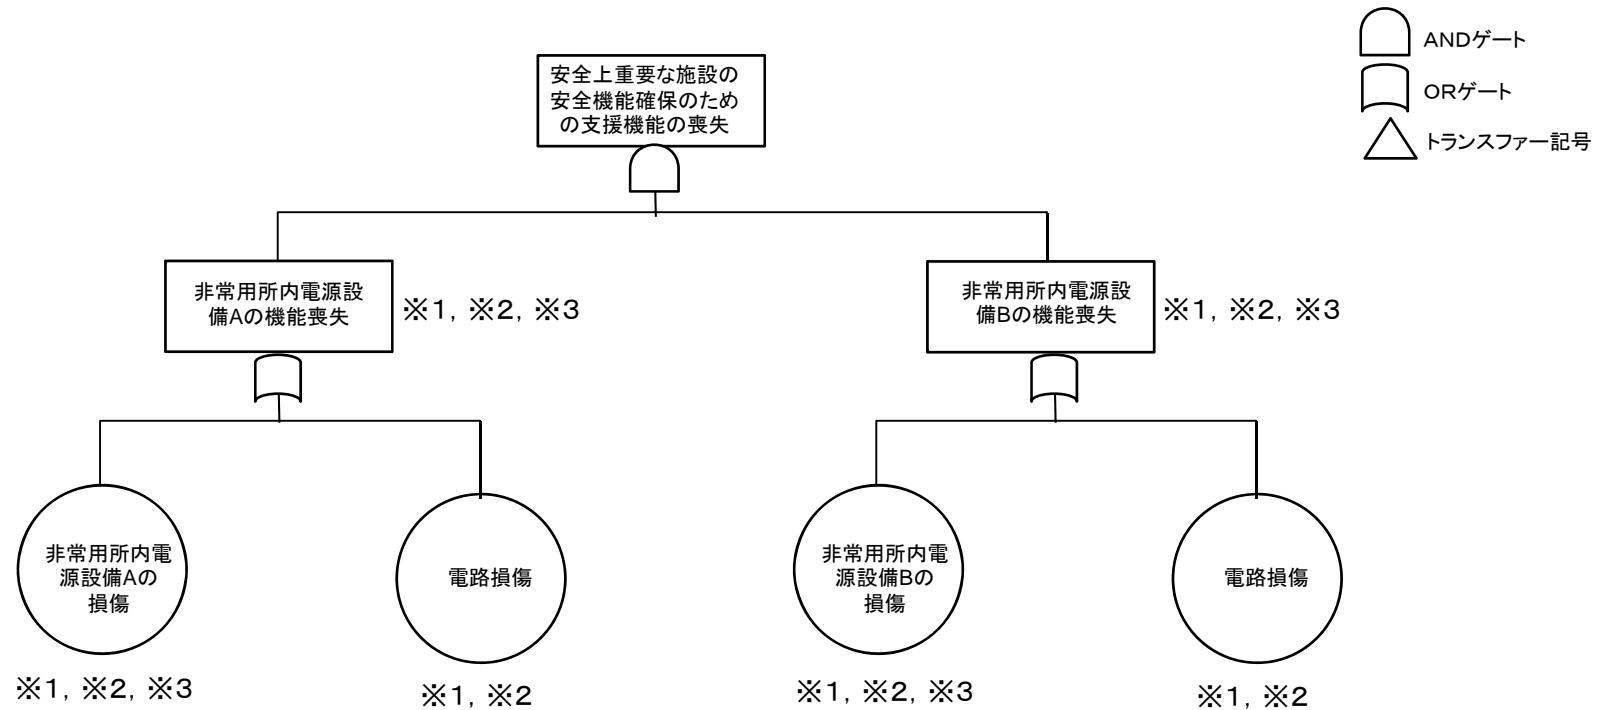 ANDゲート
ORゲート
トランスファー記号
安全上重要な施設の
安全機能確保のため
の支援機能の喪失
非常用所内電源設
備Aの機能喪失
※1, ※2, ※3
非常用所内電源設
備Bの機能喪失
※1, ※2, ※3
非常用所内電
源設備Aの
損傷
電路損傷
非常用所内電
源設備Bの
損傷
電路損傷
※1, ※2, ※3
※1, ※2
※1, ※2, ※3
※1, ※2